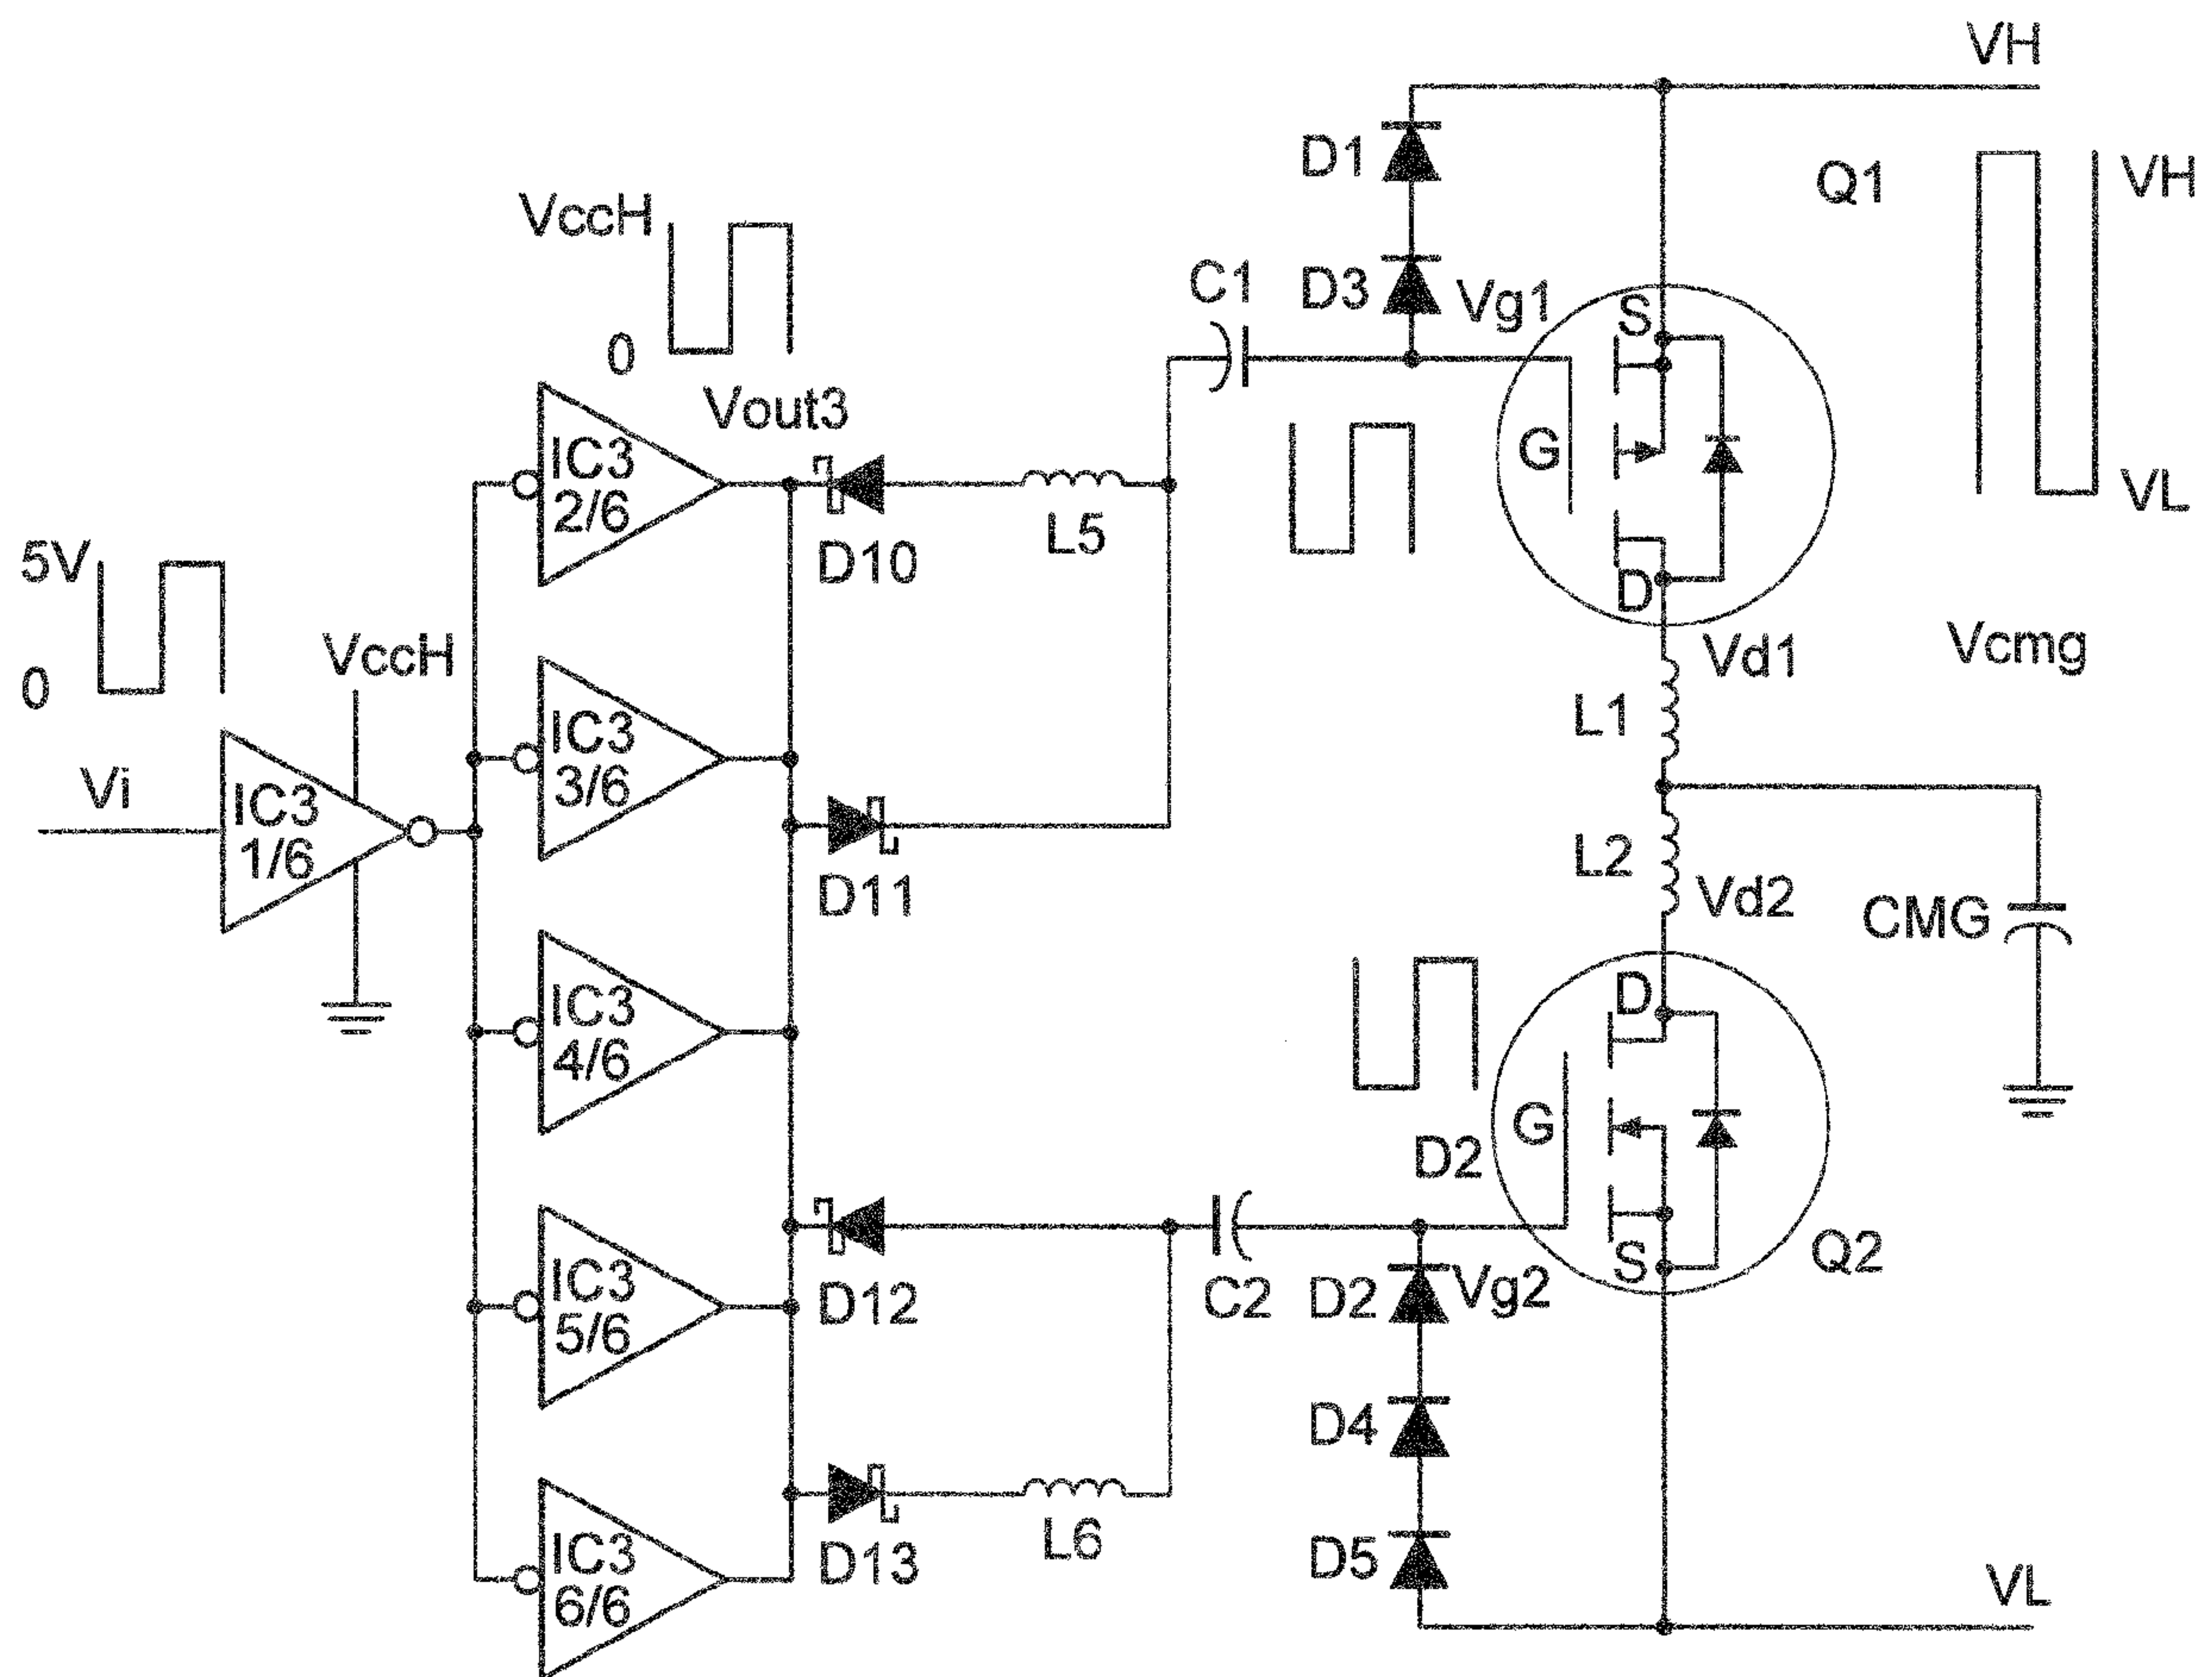 VH
D1
Q1
VH
VccH
C1
D3
Vg1
S
0
Vout3
IC3
2/6
G
VL
5V
D10
L5
D
VccH
Vd1
Vcmg
0
IC3
3/6
L1
Vi
IC3
1/6
D11
L2
Vd2
CMG
IC3
4/6
D
G
D2
IC3
5/6
D12
C2
D2
Vg2
S
Q2
D4
IC3
6/6
D13
L6
D5
VL